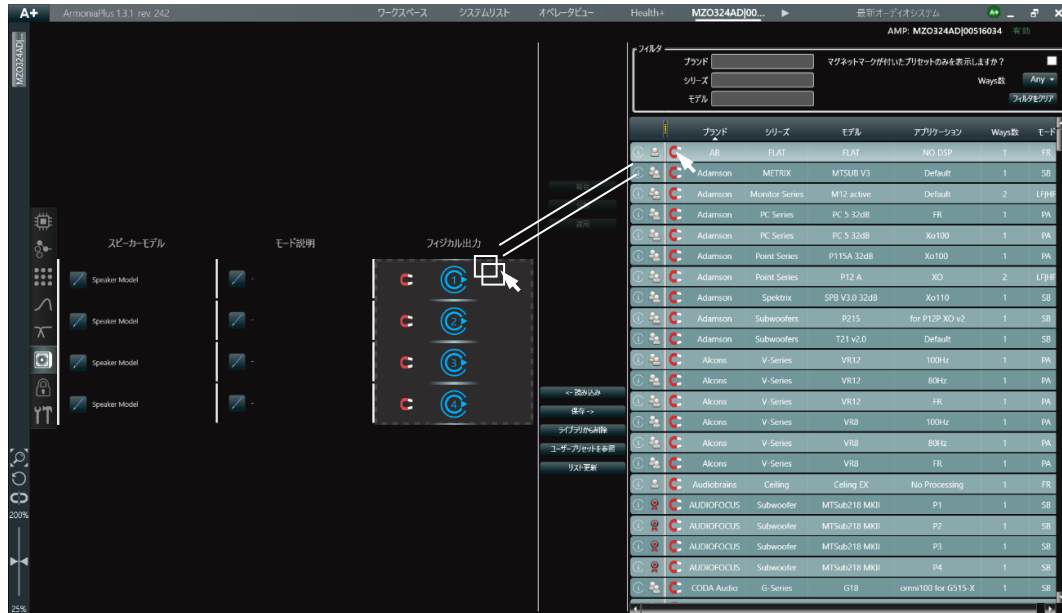 A+ ArmoniaPlus 1.3.1 rev. 242 ワークスペース システムリスト オペレータビュー Health+ MZO324AD|00... ▶ 最新オーディオシステム A+
AMP: MZO324AD|00516034 有効
MZO324AD|...
フィルタ
ブランド マグネットマークが付いたプリセットのみを表示しますか？
シリーズ Ways数 Any
モデル フィルタをクリア
ブランド シリーズ モデル アプリケーション Ways数 モード
AB FLAT FLAT NO DSP 1 FR
Adamson METRIX MTSUB V3 Default 1 SB
Adamson Monitor Series M12 active Default 2 LF|HF
Adamson PC Series PC 5 32dB FR 1 PA
Adamson PC Series PC 5 32dB Xo100 1 PA
Adamson Point Series P115A 32dB Xo100 1 PA
Adamson Point Series P12 A XO 2 LF|HF
Adamson Spektrix SPB V3.0 32dB Xo110 1 SB
Adamson Subwoofers P215 for P12P XO v2 1 SB
Adamson Subwoofers T21 v2.0 Default 1 SB
Alcons V-Series VR12 100Hz 1 PA
Alcons V-Series VR12 80Hz 1 PA
Alcons V-Series VR12 FR 1 PA
Alcons V-Series VR8 100Hz 1 PA
Alcons V-Series VR8 80Hz 1 PA
Alcons V-Series VR8 FR 1 PA
Audiobrains Ceiling Celing EX No Processing 1 FR
AUDIOFOCUS Subwoofer MTSub218 MKII P1 1 SB
AUDIOFOCUS Subwoofer MTSub218 MKII P2 1 SB
AUDIOFOCUS Subwoofer MTSub218 MKII P3 1 SB
AUDIOFOCUS Subwoofer MTSub218 MKII P4 1 SB
CODA Audio G-Series G18 omni100 for G515-X 1 SB
適用
スピーカーモデル モード説明 フィジカル出力
Speaker Model - 1
Speaker Model - 2
Speaker Model - 3
Speaker Model - 4
<- 読み込み
保存 ->
ライブラリから削除
ユーザープリセットを参照
リスト更新
200%
25%